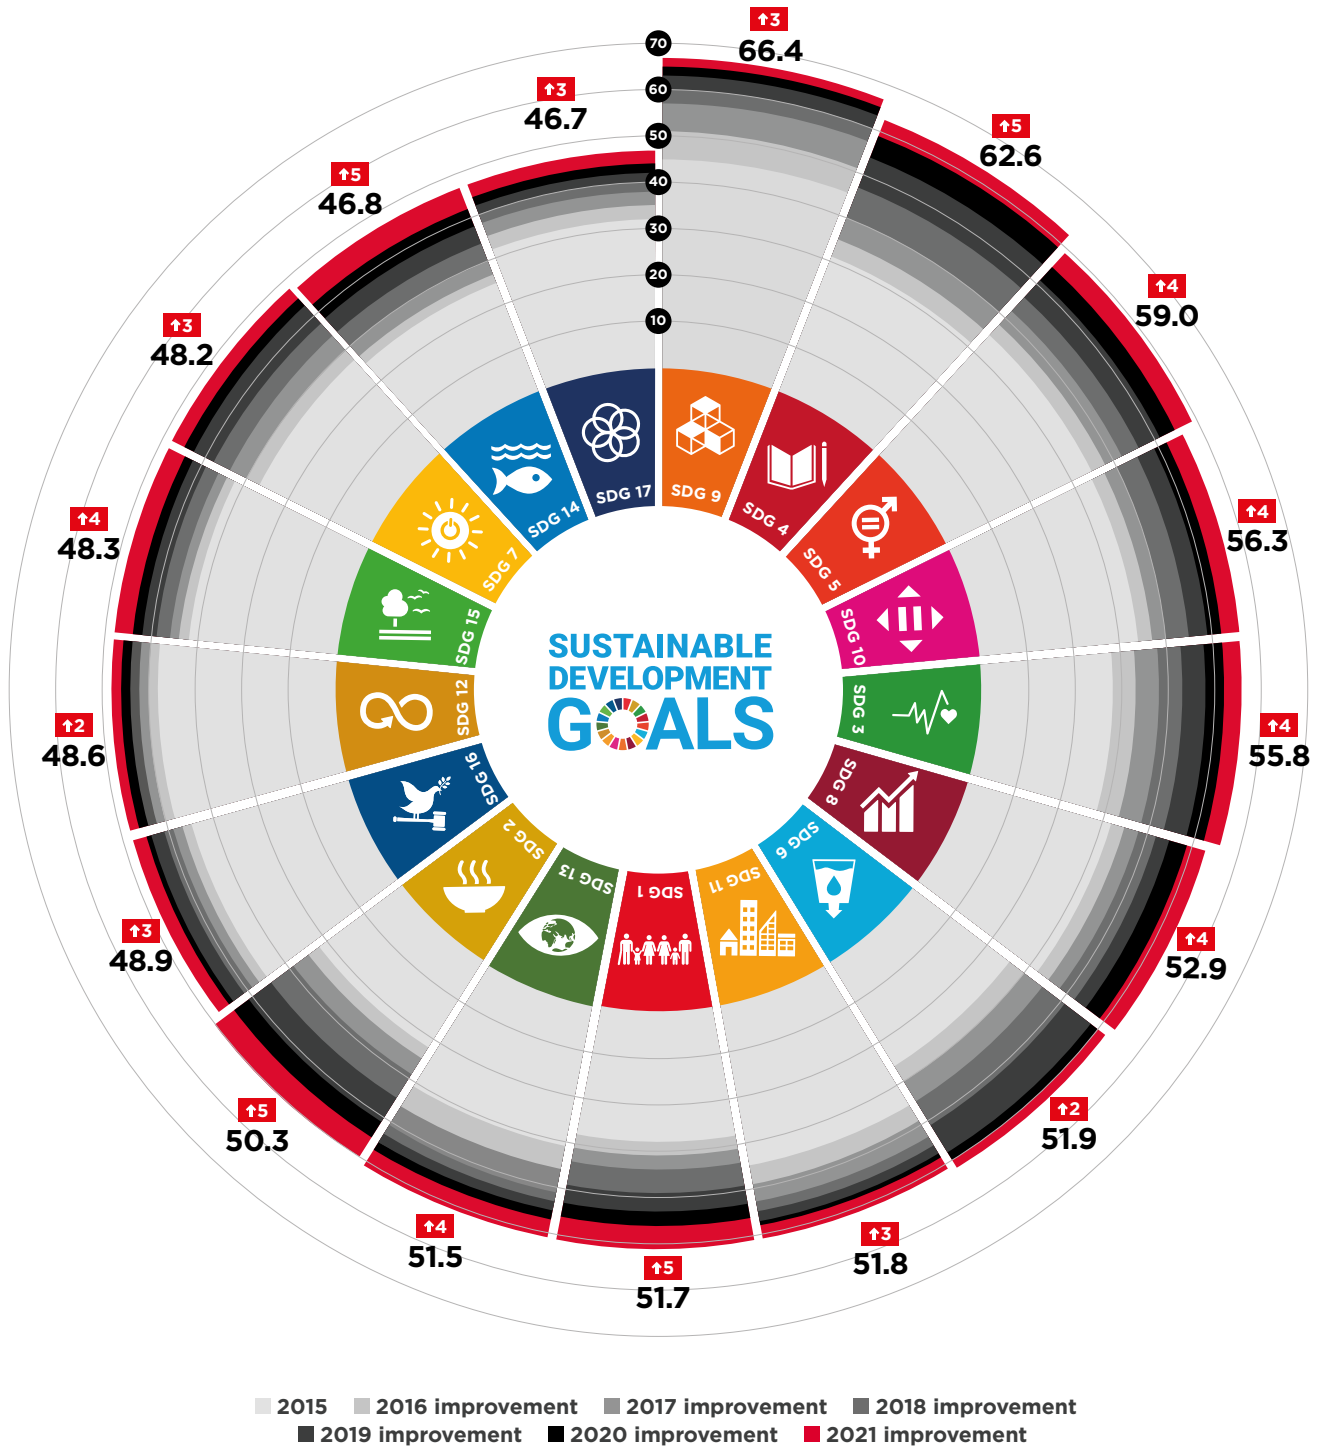 ↑3
66.4
↑5
62.6
↑4
59.0
↑4
56.3
↑4
55.8
↑4
52.9
↑2
51.9
↑3
51.8
↑5
51.7
↑4
51.5
↑5
50.3
↑3
48.9
↑2
48.6
↑4
48.3
↑3
48.2
↑5
46.8
↑3
46.7
70
60
50
40
30
20
10
SDG 9
SDG 4
SDG 5
SDG 10
SDG 3
SDG 8
SDG 6
SDG 11
SDG 1
SDG 13
SDG 2
SDG 16
SDG 12
SDG 15
SDG 7
SDG 14
SDG 17
SUSTAINABLE
DEVELOPMENT
GOALS
2015 2016 improvement 2017 improvement 2018 improvement
2019 improvement 2020 improvement 2021 improvement